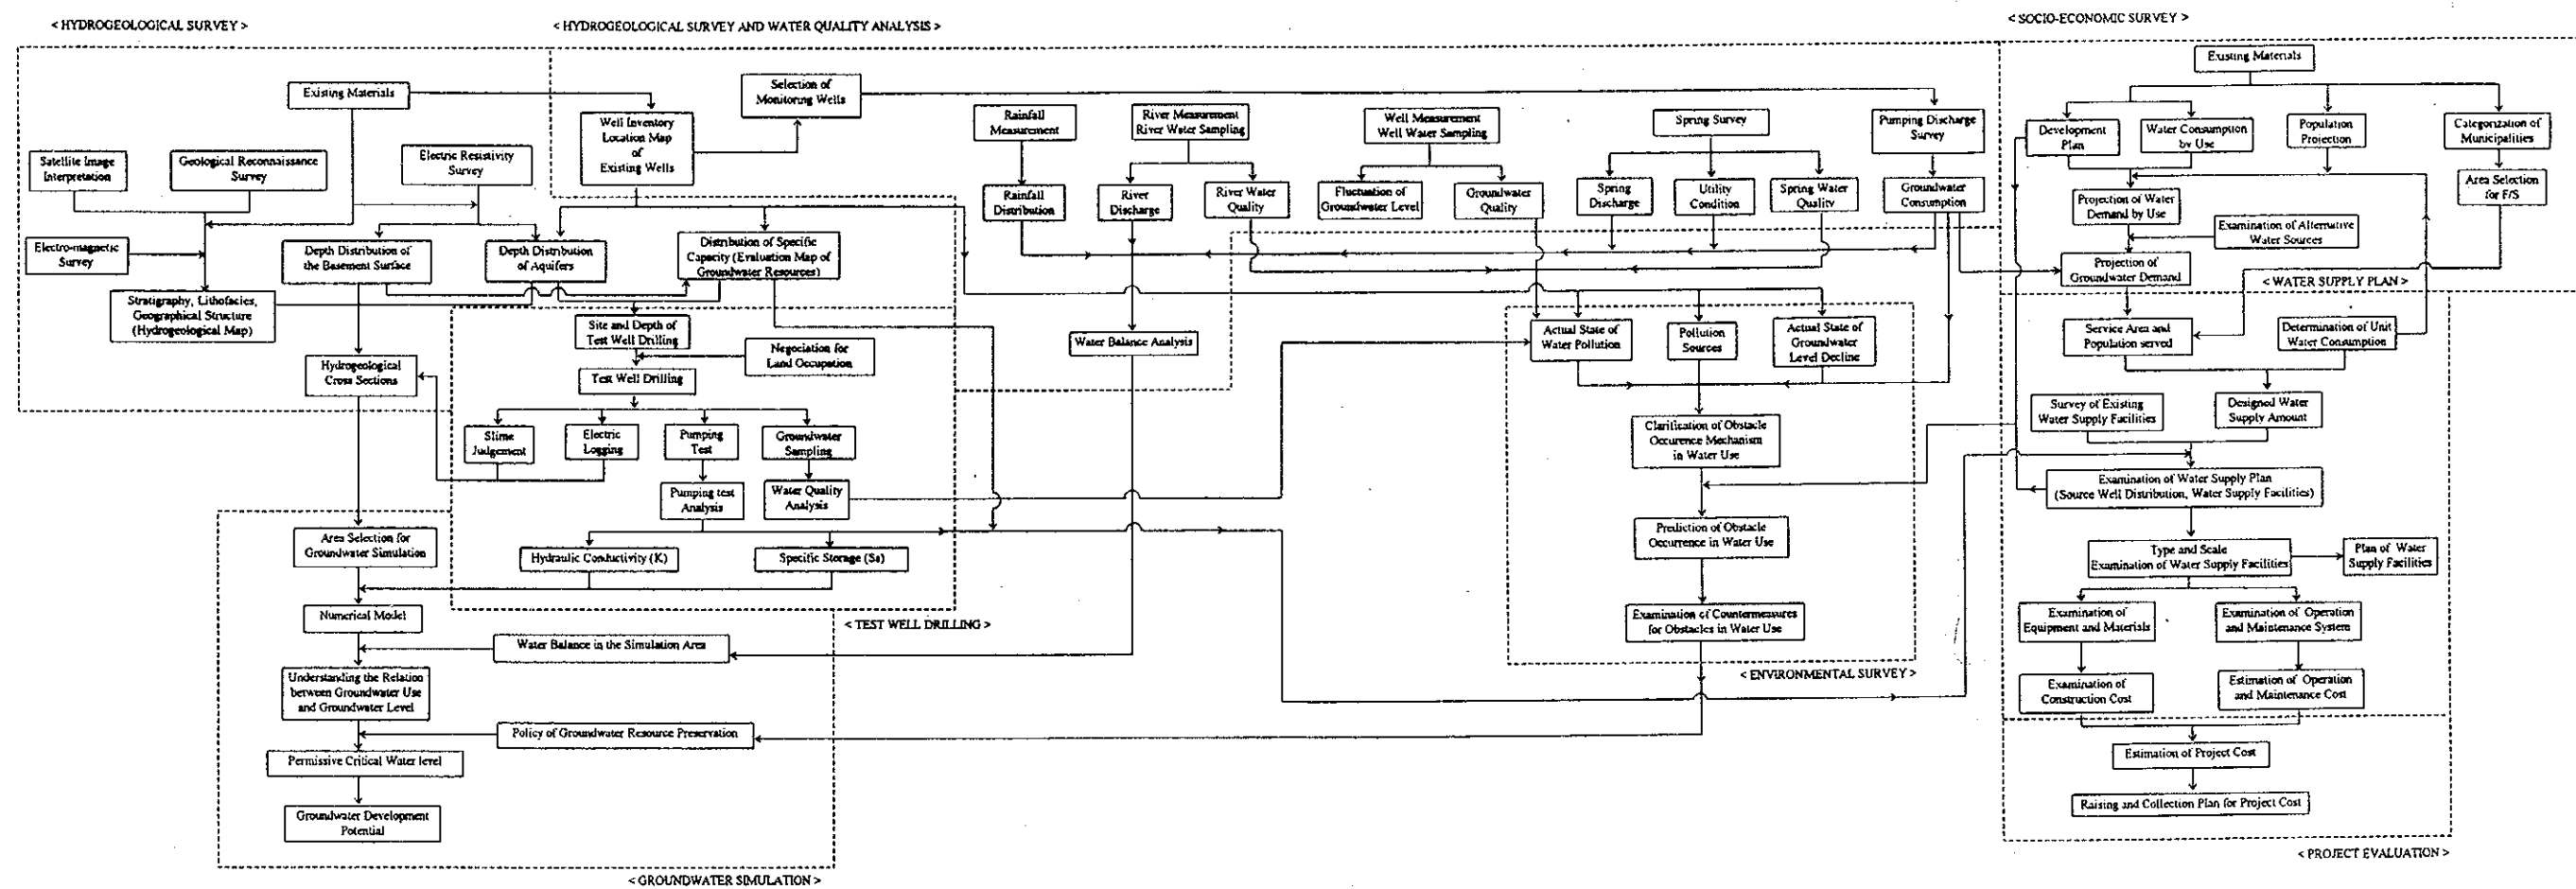 < HYDROGEOLOGICAL SURVEY >
< HYDROGEOLOGICAL SURVEY AND WATER QUALITY ANALYSIS >
< SOCIO-ECONOMIC SURVEY >
Existing Materials
Satellite Image
Interpretation
Geological Reconnaissance
Survey
Electric Resistivity
Survey
Electro-magnetic
Survey
Depth Distribution of
the Basement Surface
Depth Distribution
of Aquifers
Distribution of Specific
Capacity (Evaluation Map of
Groundwater Resources)
Stratigraphy, Lithofacies,
Geographical Structure
(Hydrogeological Map)
Hydrogeological
Cross Sections
Well Inventory
Location Map
of
Existing Wells
Selection of
Monitoring Wells
Rainfall
Measurement
River Measurement
River Water Sampling
Well Measurement
Well Water Sampling
Spring Survey
Pumping Discharge
Survey
Rainfall
Distribution
River
Discharge
River Water
Quality
Fluctuation of
Groundwater Level
Groundwater
Quality
Spring
Discharge
Utility
Condition
Spring Water
Quality
Groundwater
Consumption
Water Balance Analysis
Site and Depth of
Test Well Drilling
Negociation for
Land Occupation
Test Well Drilling
Slime
Judgement
Electric
Logging
Pumping
Test
Groundwater
Sampling
Pumping test
Analysis
Water Quality
Analysis
Hydraulic Conductivity (K)
Specific Storage (Ss)
< TEST WELL DRILLING >
Area Selection for
Groundwater Simulation
Numerical Model
Water Balance in the Simulation Area
Understanding the Relation
between Groundwater Use
and Groundwater Level
Policy of Groundwater Resource Preservation
Permissive Critical Water level
Groundwater Development
Potential
< GROUNDWATER SIMULATION >
Actual State of
Water Pollution
Pollution
Sources
Actual State of
Groundwater
Level Decline
Clarification of Obstacle
Occurence Mechanism
in Water Use
Prediction of Obstacle
Occurrence in Water Use
Examination of Countermeasures
for Obstacles in Water Use
< ENVIRONMENTAL SURVEY >
Existing Materials
Development
Plan
Water Consumption
by Use
Population
Projection
Categorization of
Municipalities
Projection of Water
Demand by Use
Area Selection
for F/S
Examination of Alternative
Water Sources
Projection of
Groundwater Demand
< WATER SUPPLY PLAN >
Service Area and
Population served
Determination of Unit
Water Consumption
Survey of Existing
Water Supply Facilities
Designed Water
Supply Amount
Examination of Water Supply Plan
(Source Well Distribution, Water Supply Facilities)
Type and Scale
Examination of Water Supply Facilities
Plan of Water
Supply Facilities
Examination of
Equipment and Materials
Examination of Operation
and Maintenance System
Examination of
Construction Cost
Estimation of Operation
and Maintenance Cost
Estimation of Project Cost
Raising and Collection Plan for Project Cost
< PROJECT EVALUATION >